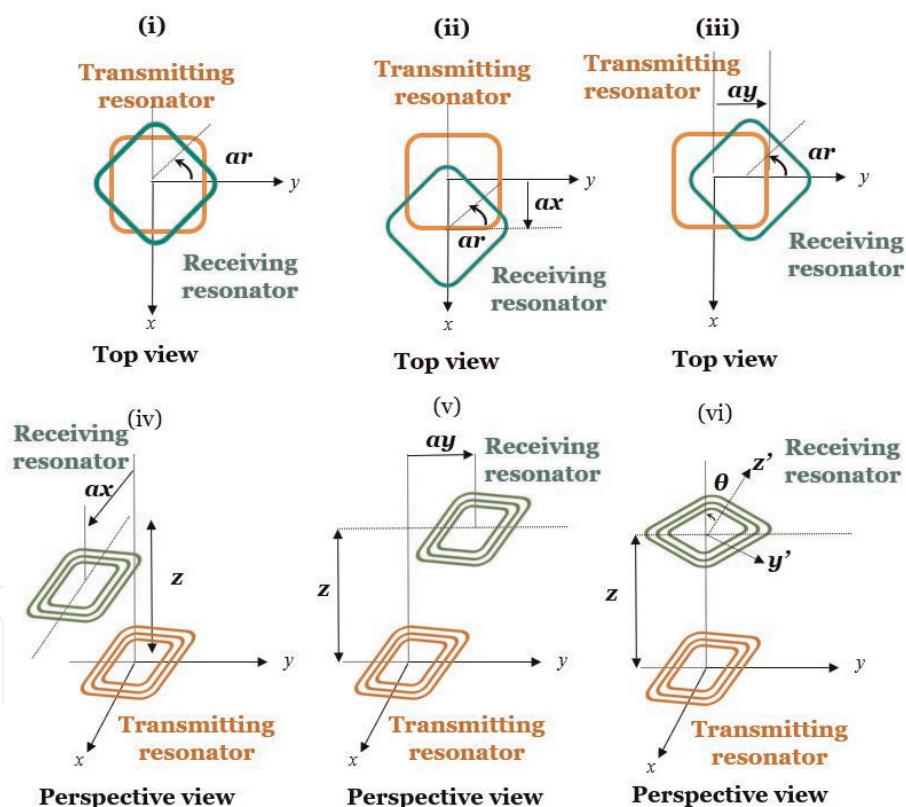 (i)
Transmitting
resonator
ar
y
Receiving
resonator
x
Top view
(ii)
Transmitting
resonator
y
ax
ar
Receiving
resonator
x
Top view
(iii)
Transmitting
resonator
ay
ar
y
Receiving
resonator
x
Top view
(iv)
Receiving
resonator
ax
z
y
Transmitting
resonator
x
Perspective view
(v)
ay
Receiving
resonator
z
y
Transmitting
resonator
x
Perspective view
(vi)
Receiving
resonator
θ
z’
y’
z
y
Transmitting
resonator
x
Perspective view